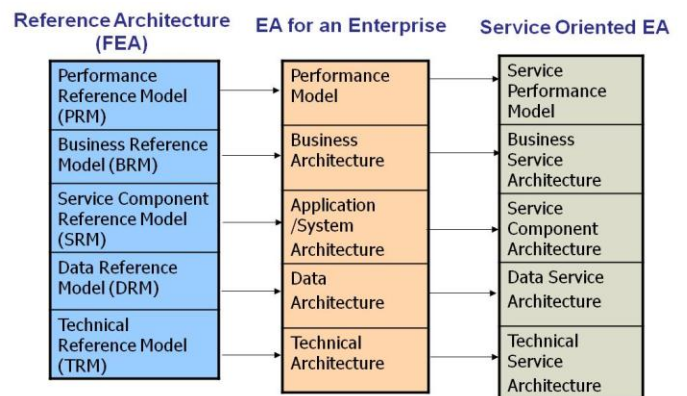 Reference Architecture
(FEA)
EA for an Enterprise
Service Oriented EA
Performance
Reference Model
(PRM)
Business Reference
Model (BRM)
Service Component
Reference Model
(SRM)
Data Reference
Model (DRM)
Technical
Reference Model
(TRM)
Performance
Model
Business
Architecture
Application
/System
Architecture
Data
Architecture
Technical
Architecture
Service
Performance
Model
Business
Service
Architecture
Service
Component
Architecture
Data Service
Architecture
Technical
Service
Architecture